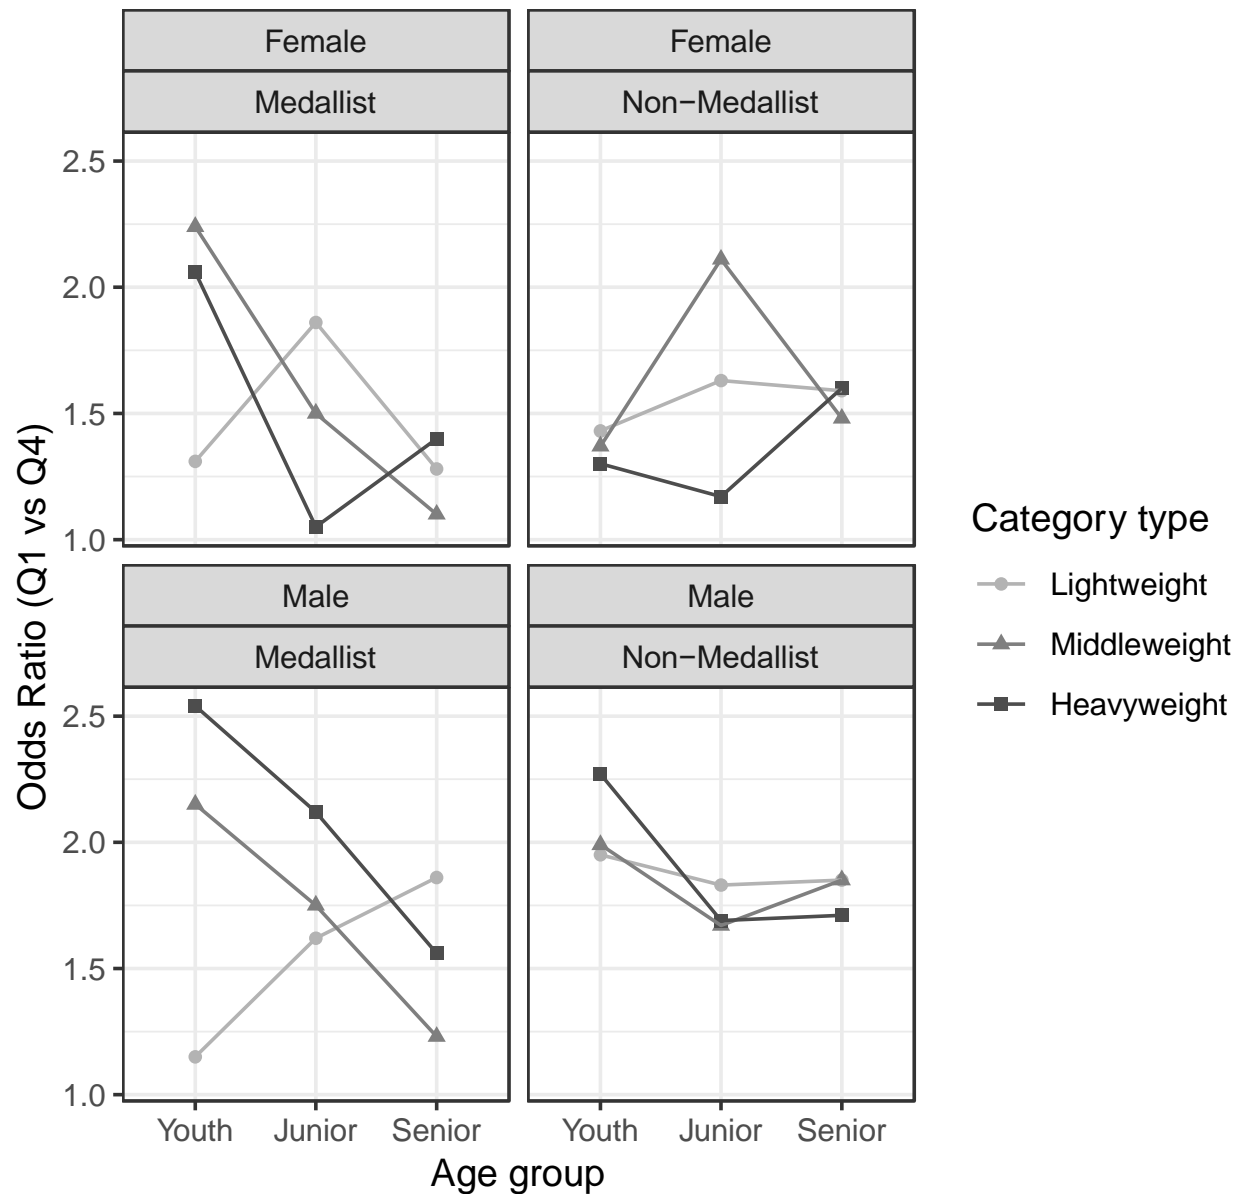 Female
Female
Medallist
Non−Medallist
2.5
2.0
1.5
1.0
Male
Male
Medallist
Non−Medallist
2.5
2.0
1.5
1.0
Youth Junior Senior
Youth Junior Senior
Age group
Odds Ratio (Q1 vs Q4)
Category type
Lightweight
Middleweight
Heavyweight